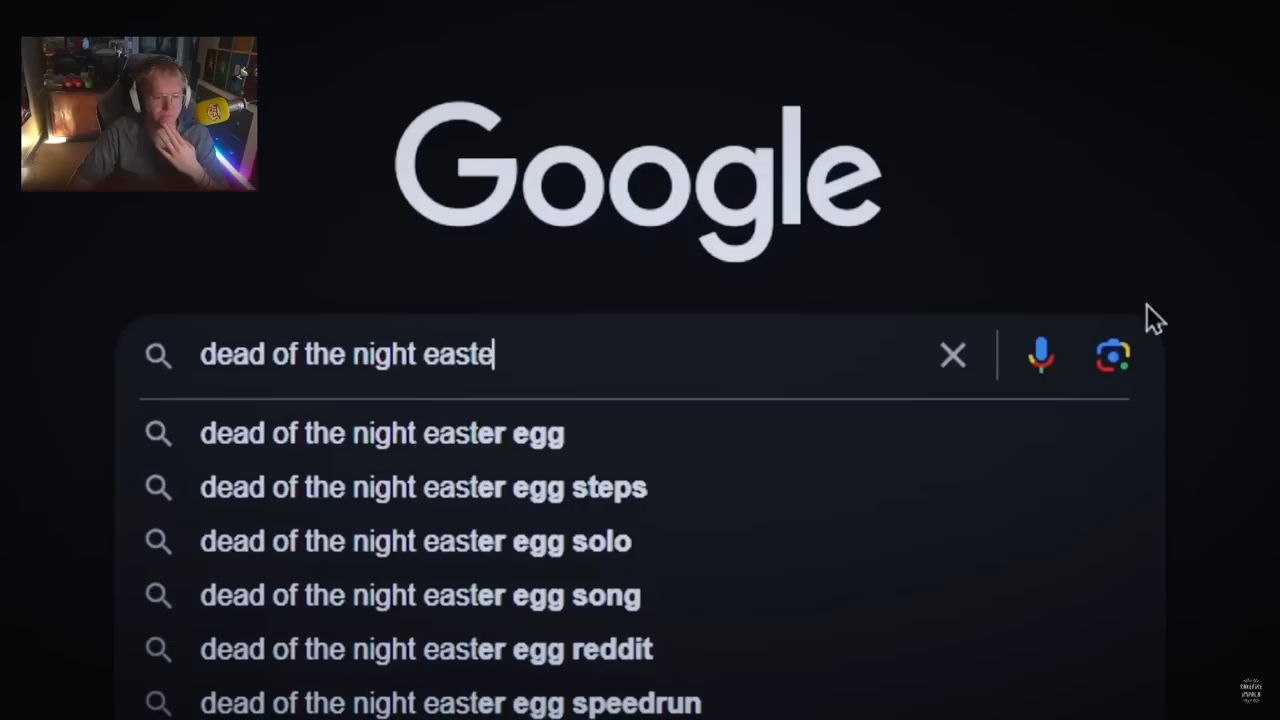 Google
dead of the night easte
dead of the night easter egg
dead of the night easter egg steps
dead of the night easter egg solo
dead of the night easter egg song
dead of the night easter egg reddit
dead of the night easter egg speedrun